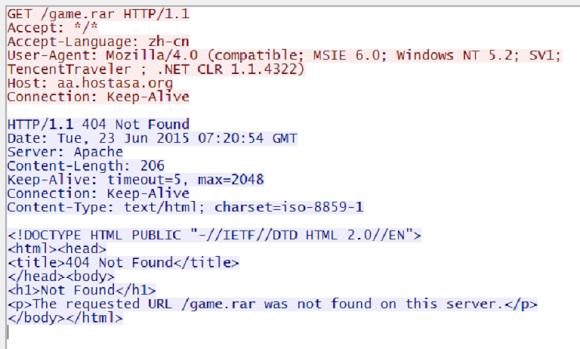 GET /game.rar HTTP/1.1
Accept: */*
Accept-Language: zh-cn
User-Agent: Mozilla/4.0 (compatible; MSIE 6.0; Windows NT 5.2; SV1;
TencentTraveler ; .NET CLR 1.1.4322)
Host: aa.hostasa.org
Connection: Keep-Alive
HTTP/1.1 404 Not Found
Date: Tue, 23 Jun 2015 07:20:54 GMT
Server: Apache
Content-Length: 206
Keep-Alive: timeout=5, max=2048
Connection: Keep-Alive
Content-Type: text/html; charset=iso-8859-1
<!DOCTYPE HTML PUBLIC "-//IETF//DTD HTML 2.0//EN">
<html><head>
<title>404 Not Found</title>
</head><body>
<h1>Not Found</h1>
<p>The requested URL /game.rar was not found on this server.</p>
</body></html>